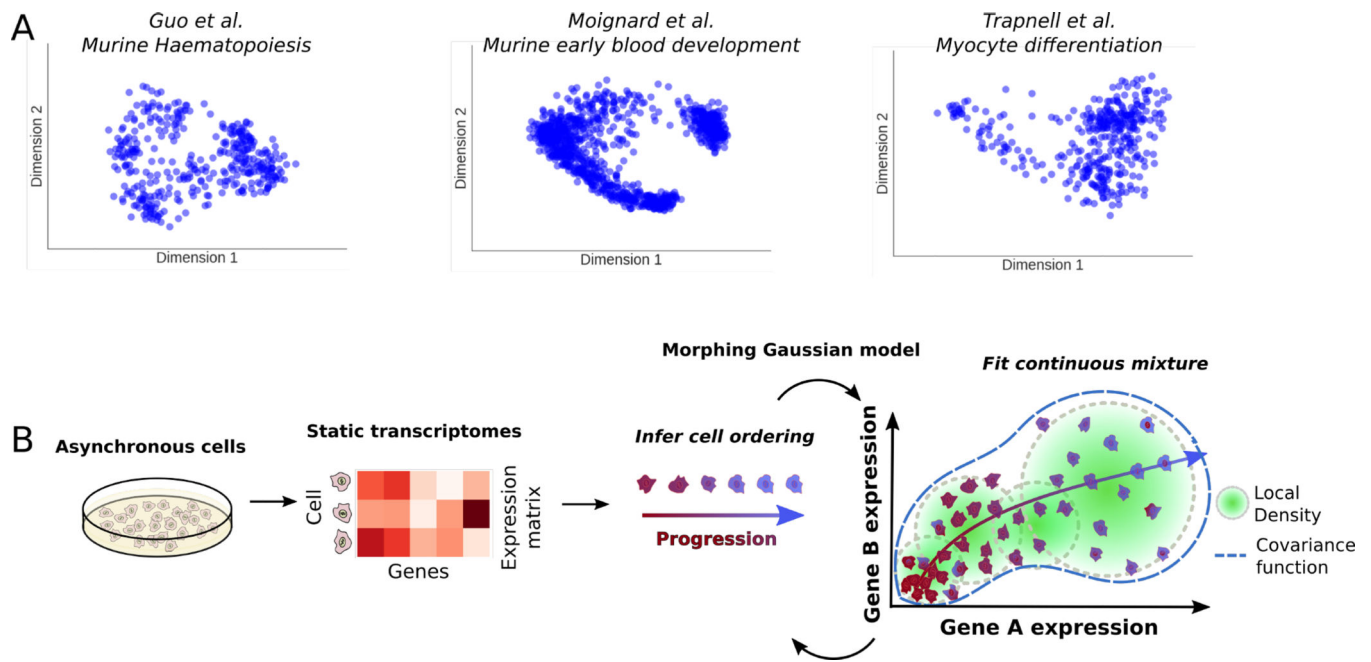 A
Guo et al.
Murine Haematopoiesis
Dimension 2
Dimension 1
Moignard et al.
Murine early blood development
Dimension 2
Dimension 1
Trapnell et al.
Myocyte differentiation
Dimension 2
Dimension 1
B
Asynchronous cells
Static transcriptomes
Cell
Genes
Expression
matrix
Infer cell ordering
Progression
Morphing Gaussian model
Fit continuous mixture
Gene B expression
Gene A expression
Local
Density
Covariance
function